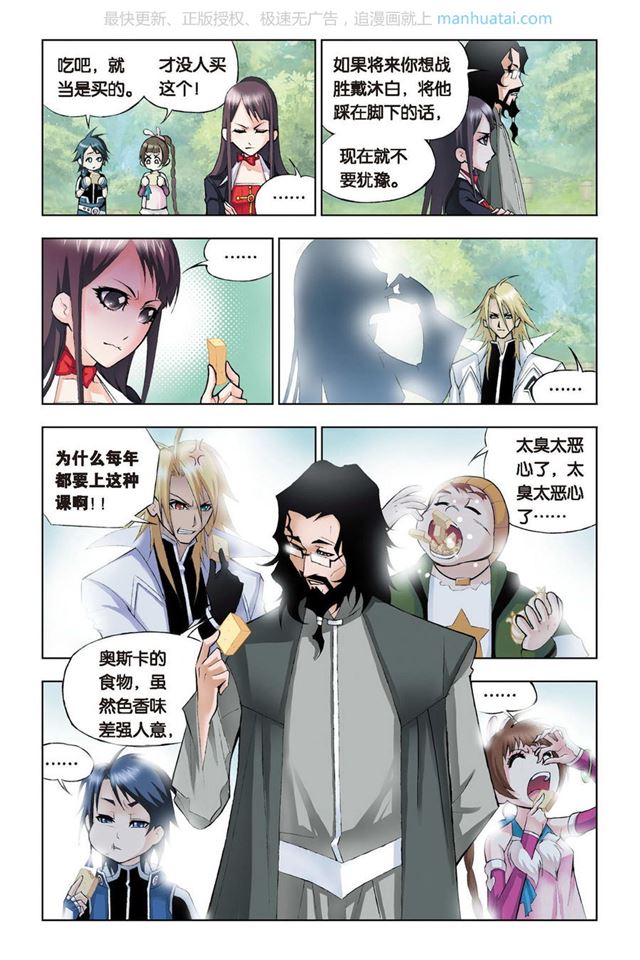 最快更新、正版授权、极速无广告，追漫画就上 manhuatai.com
吃吧，就
当是买的。
才没人买
这个！
……
如果将来你想战
胜戴沐白，将他
踩在脚下的话，
现在就不
要犹豫。
……
……
为什么每年
都要上这种
课啊！！
太臭太恶
心了，太
臭太恶心
了……
奥斯卡的
食物，虽
然色香味
差强人意，
……
……